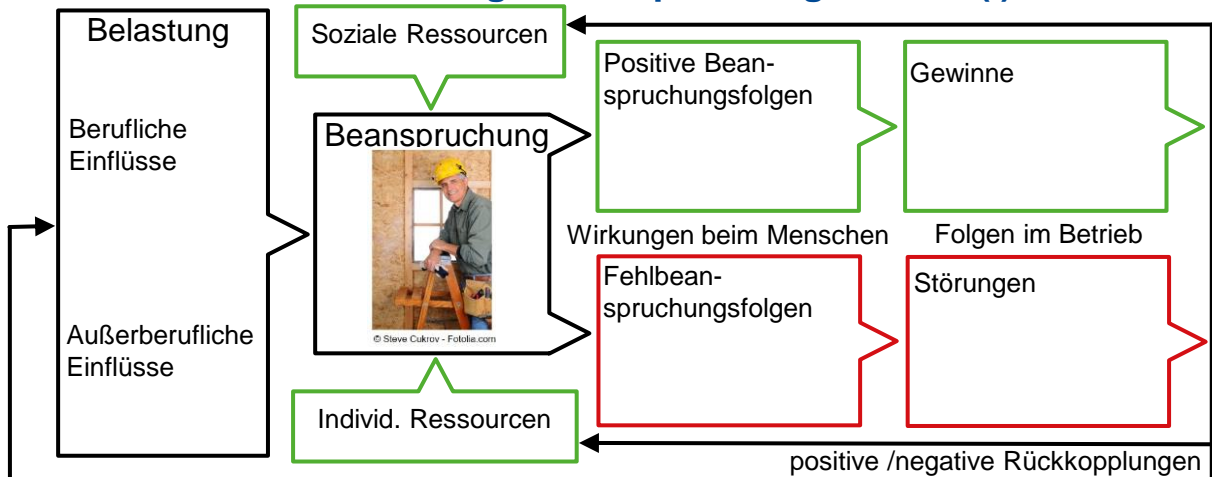 Belastung
Berufliche
Einflüsse
Außerberufliche
Einflüsse
Soziale Ressourcen
Beanspruchung
© Steve Cukrov - Fotolia.com
Individ. Ressourcen
Positive Bean-
spruchungsfolgen
Gewinne
Wirkungen beim Menschen
Folgen im Betrieb
Fehlbean-
spruchungsfolgen
Störungen
positive /negative Rückkopplungen